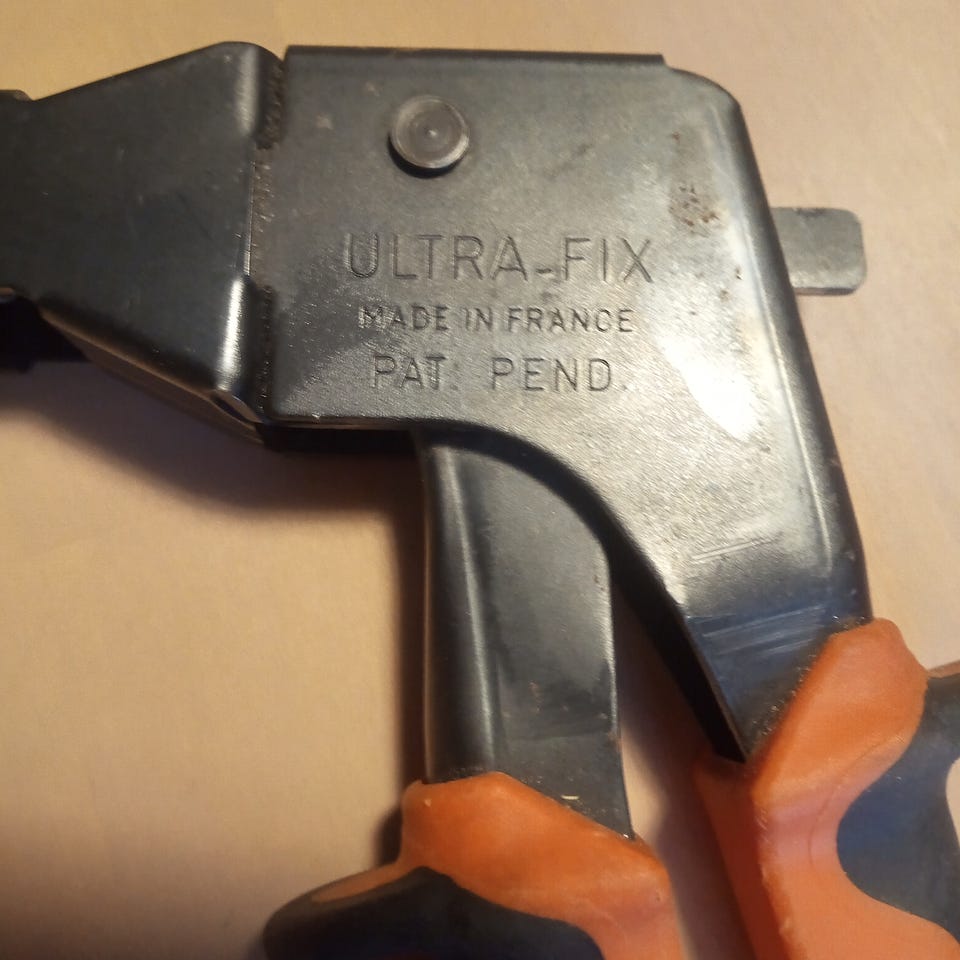 ULTRA-FIX
MADE IN FRANCE
PAT. PEND.